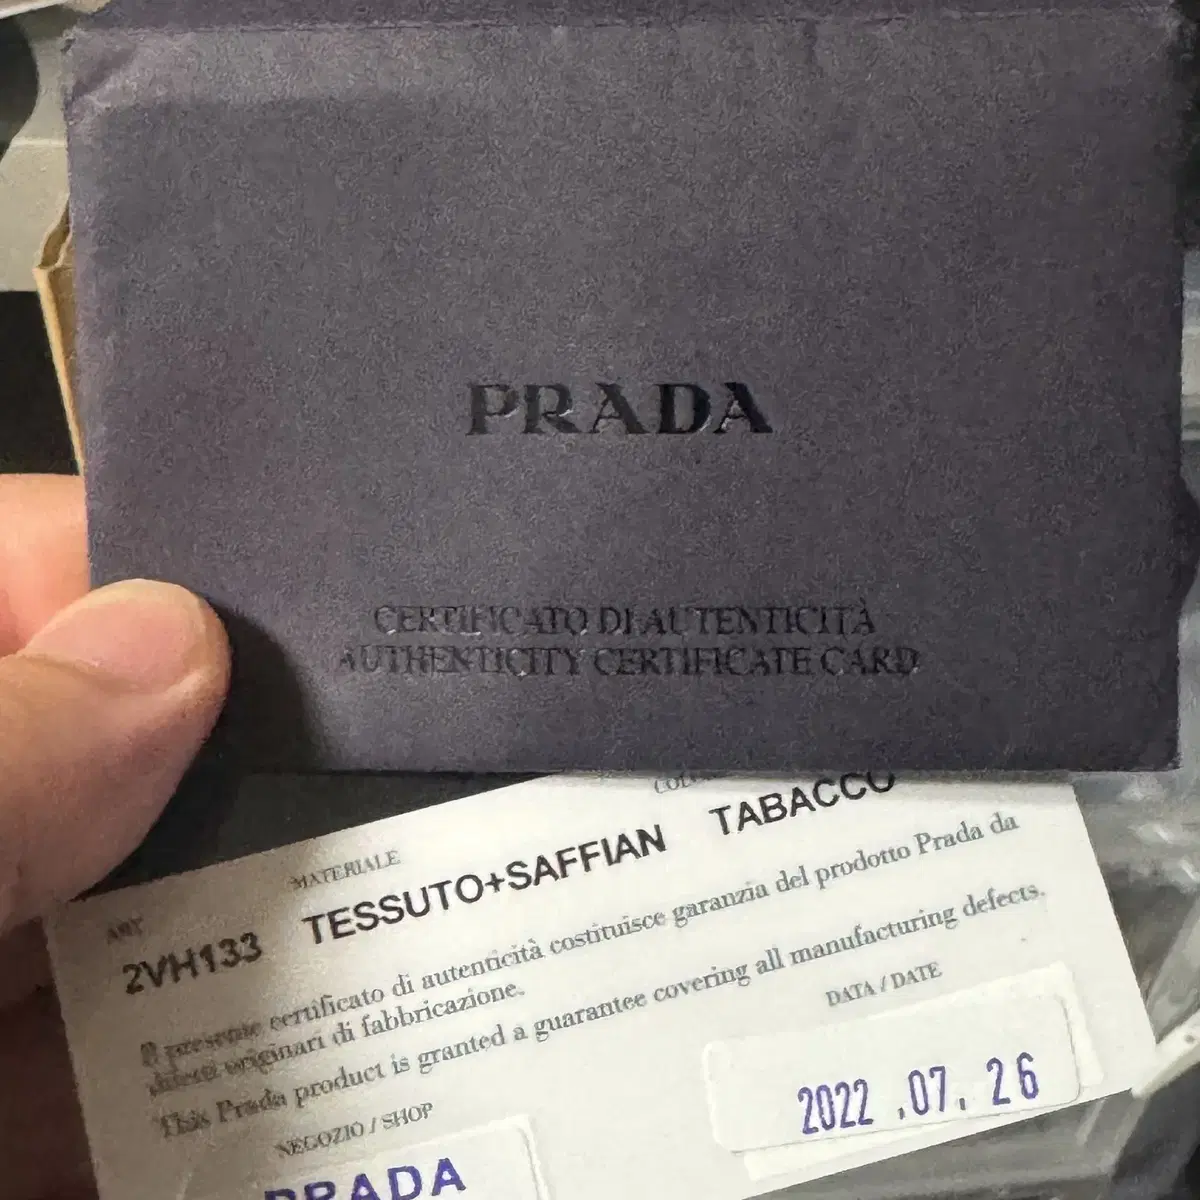 PRADA
CERTIFICATO DI AUTENTICITÀ
AUTHENTICITY CERTIFICATE CARD
ART MATERIALE
2VH133 TESSUTO+SAFFIAN TABACCO
Il presente certificato di autenticità costituisce garanzia del prodotto Prada da
difetti originari di fabbricazione.
This Prada product is granted a guarantee covering all manufacturing defects.
NEGOZIO / SHOP DATA / DATE
PRADA 2022 .07. 26